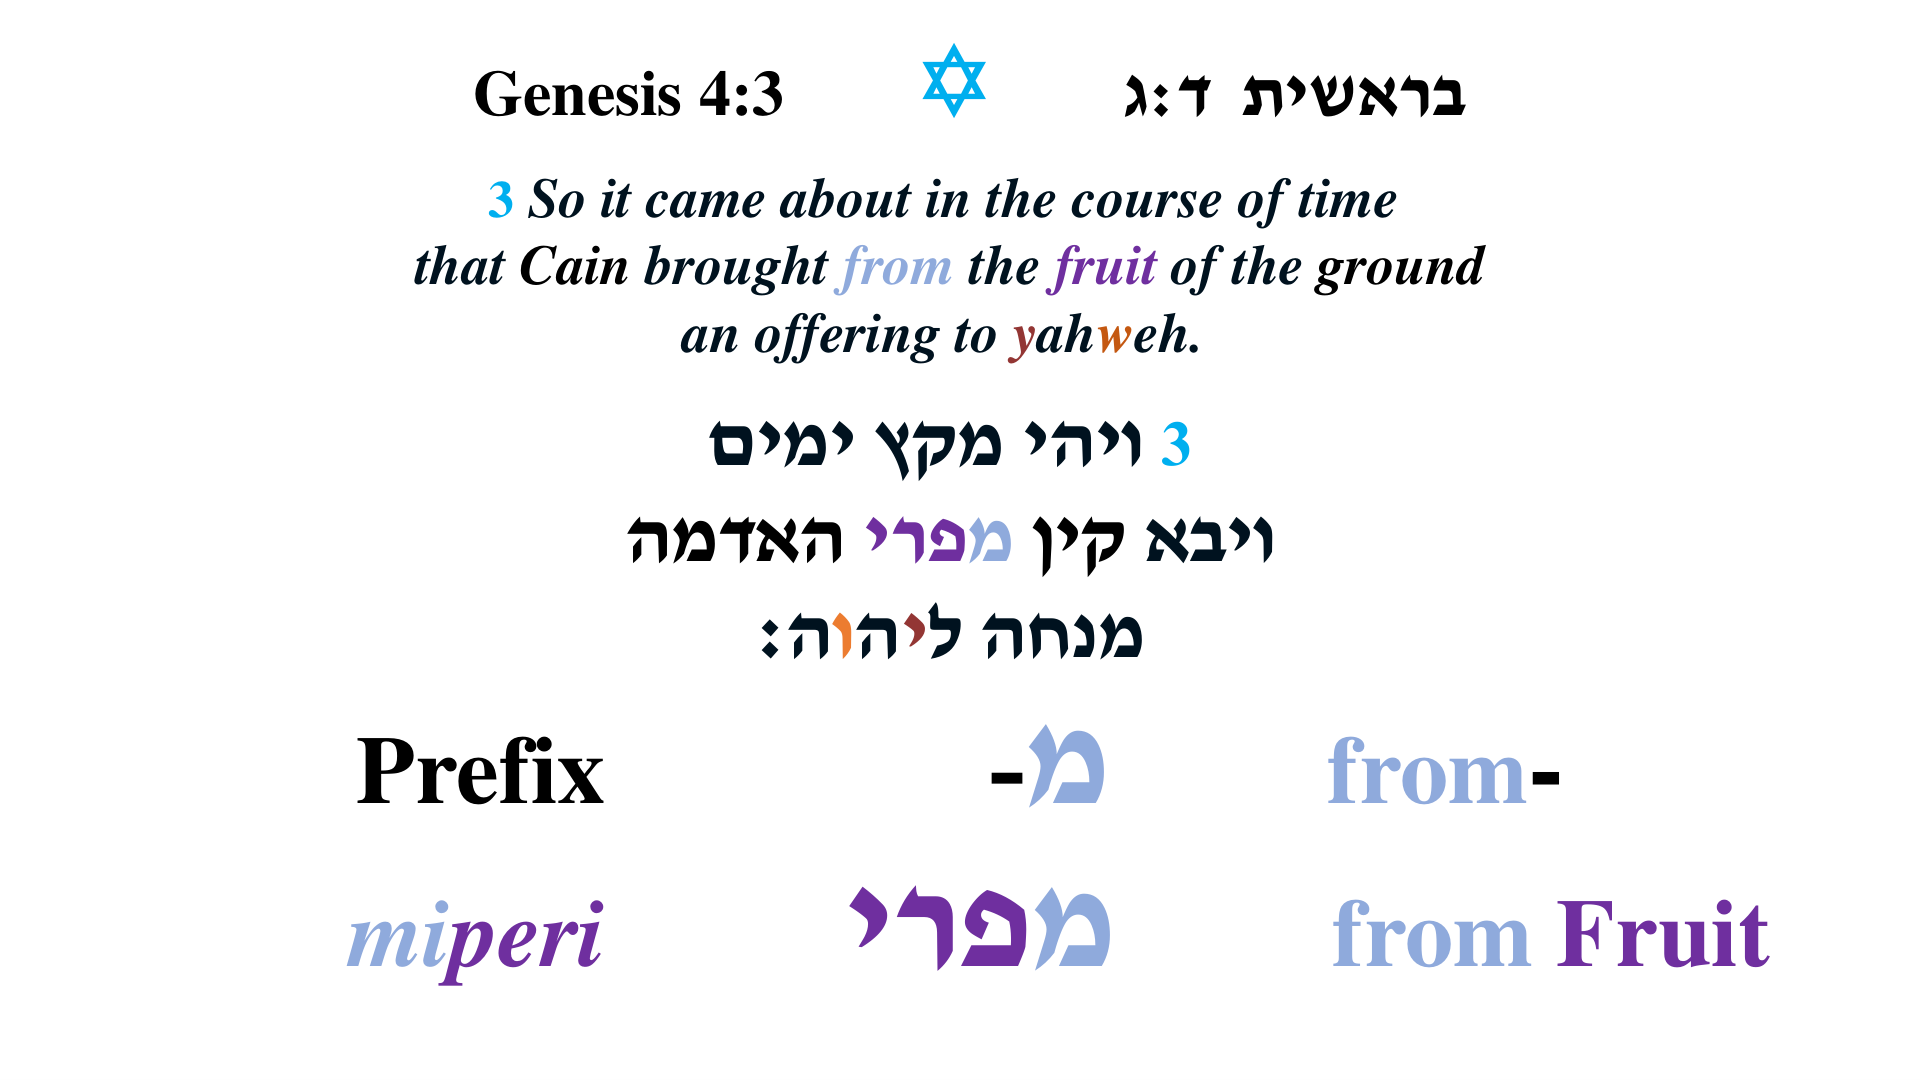 Genesis 4:3 ✡ בראשית ד:ג
3 So it came about in the course of time
that Cain brought from the fruit of the ground
an offering to yahweh.
3 ויהי מקץ ימים
ויבא קין מפרי האדמה
מנחה ליהוה:
Prefix מ- from-
miperi מפרי from Fruit